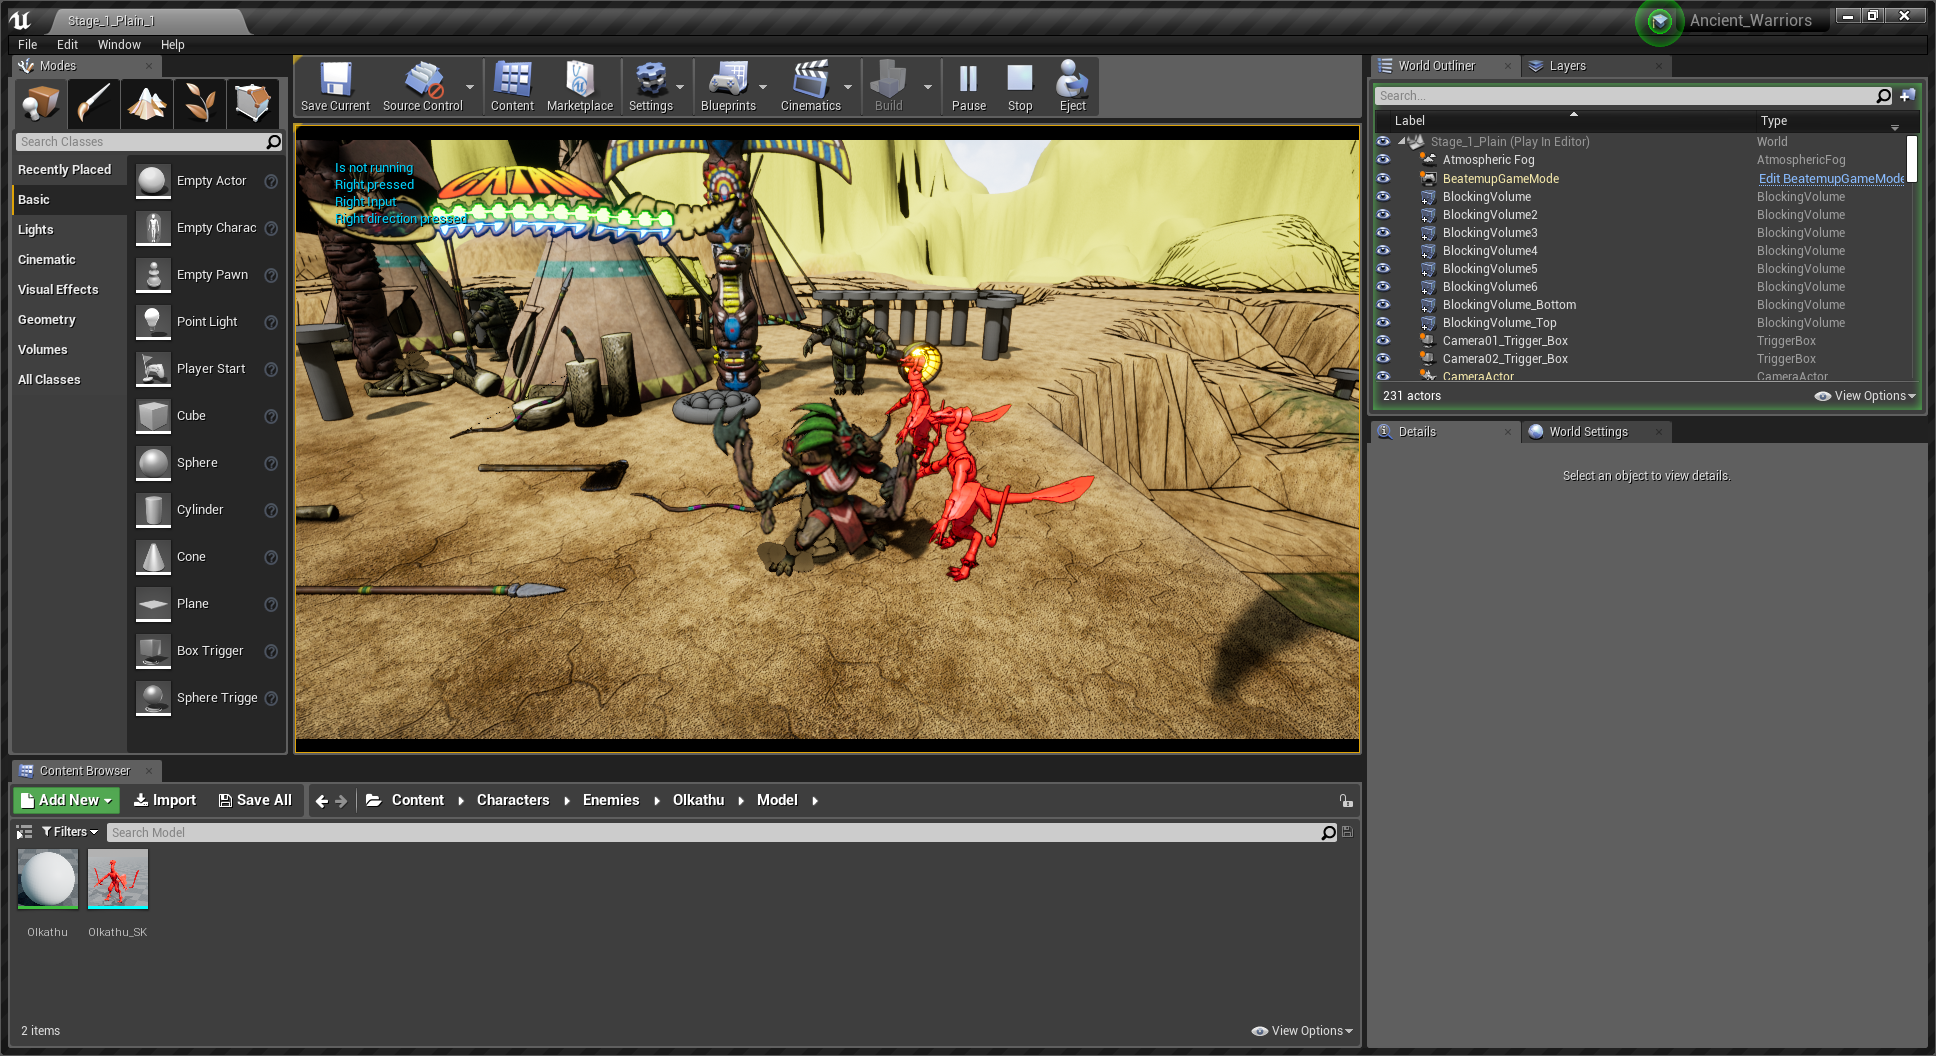 Stage_1_Plain_1
Ancient_Warriors
File Edit Window Help
Modes
Search Classes
Recently Placed
Basic
Lights
Cinematic
Visual Effects
Geometry
Volumes
All Classes
Empty Actor
Empty Charac
Empty Pawn
Point Light
Player Start
Cube
Sphere
Cylinder
Cone
Plane
Box Trigger
Sphere Trigge
Save Current
Source Control
Content
Marketplace
Settings
Blueprints
Cinematics
Build
Pause
Stop
Eject
Is not running
Right pressed
Right Input
Right direction pressed
CATAN
World Outliner
Layers
Search...
Label Type
Stage_1_Plain (Play In Editor) World
Atmospheric Fog AtmosphericFog
BeatemupGameMode Edit BeatemupGameMode
BlockingVolume BlockingVolume
BlockingVolume2 BlockingVolume
BlockingVolume3 BlockingVolume
BlockingVolume4 BlockingVolume
BlockingVolume5 BlockingVolume
BlockingVolume6 BlockingVolume
BlockingVolume_Bottom BlockingVolume
BlockingVolume_Top BlockingVolume
Camera01_Trigger_Box TriggerBox
Camera02_Trigger_Box TriggerBox
CameraActor CameraActor
231 actors
View Options
Details
World Settings
Select an object to view details.
Content Browser
Add New Import Save All Content Characters Enemies Olkathu Model
Filters
Search Model
Olkathu
Olkathu_SK
2 items
View Options